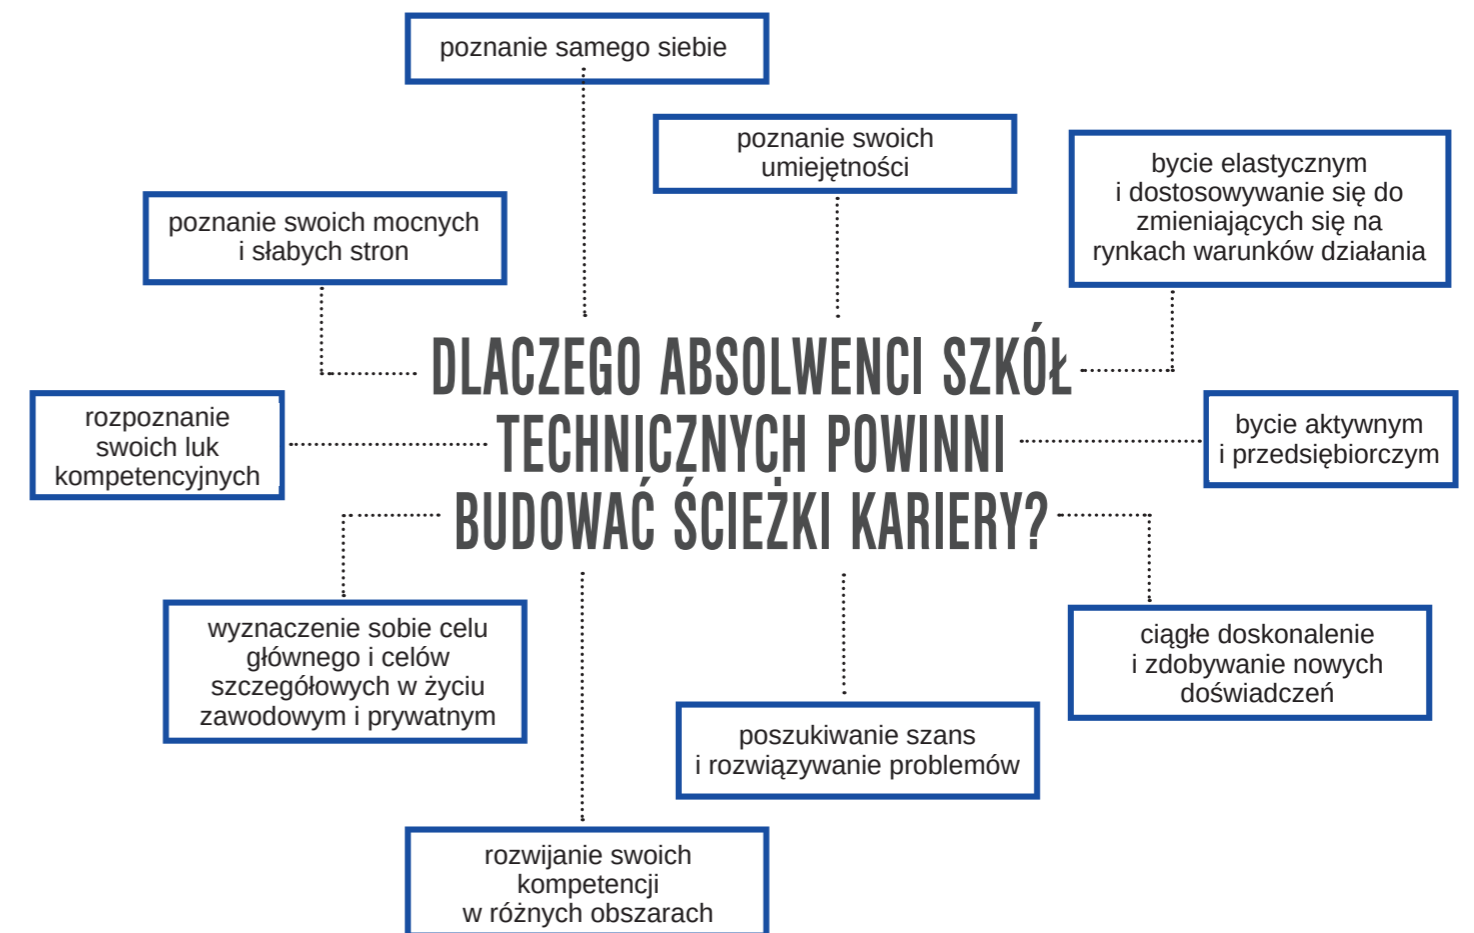 poznanie samego siebie
poznanie swoich
umiejętności
bycie elastycznym
i dostosowywanie się do
zmieniających się na
rynkach warunków działania
poznanie swoich mocnych
i słabych stron
DLACZEGO ABSOLWENCI SZKÓŁ
TECHNICZNYCH POWINNI
BUDOWAĆ ŚCIEŻKI KARIERY?
rozpoznanie
swoich luk
kompetencyjnych
bycie aktywnym
i przedsiębiorczym
wyznaczenie sobie celu
głównego i celów
szczegółowych w życiu
zawodowym i prywatnym
ciągłe doskonalenie
i zdobywanie nowych
doświadczeń
poszukiwanie szans
i rozwiązywanie problemów
rozwijanie swoich
kompetencji
w różnych obszarach